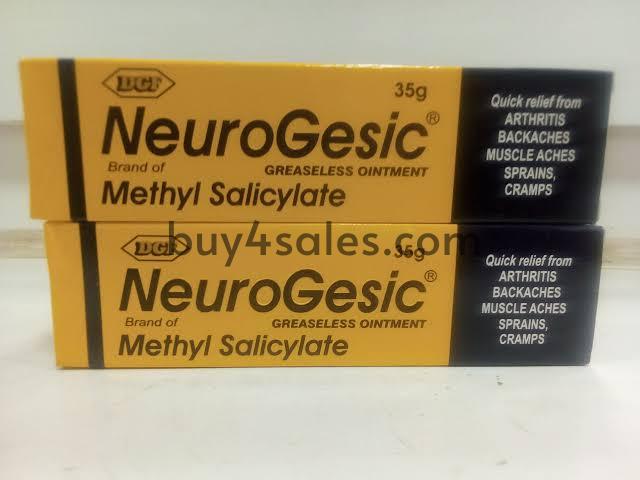 DGF
35g
NeuroGesic®
Brand of
GREASELESS OINTMENT
Methyl Salicylate
Quick relief from
ARTHRITIS
BACKACHES
MUSCLE ACHES
SPRAINS,
CRAMPS
buy4sales.com
DGF
35g
NeuroGesic®
Brand of
GREASELESS OINTMENT
Methyl Salicylate
Quick relief from
ARTHRITIS
BACKACHES
MUSCLE ACHES
SPRAINS,
CRAMPS